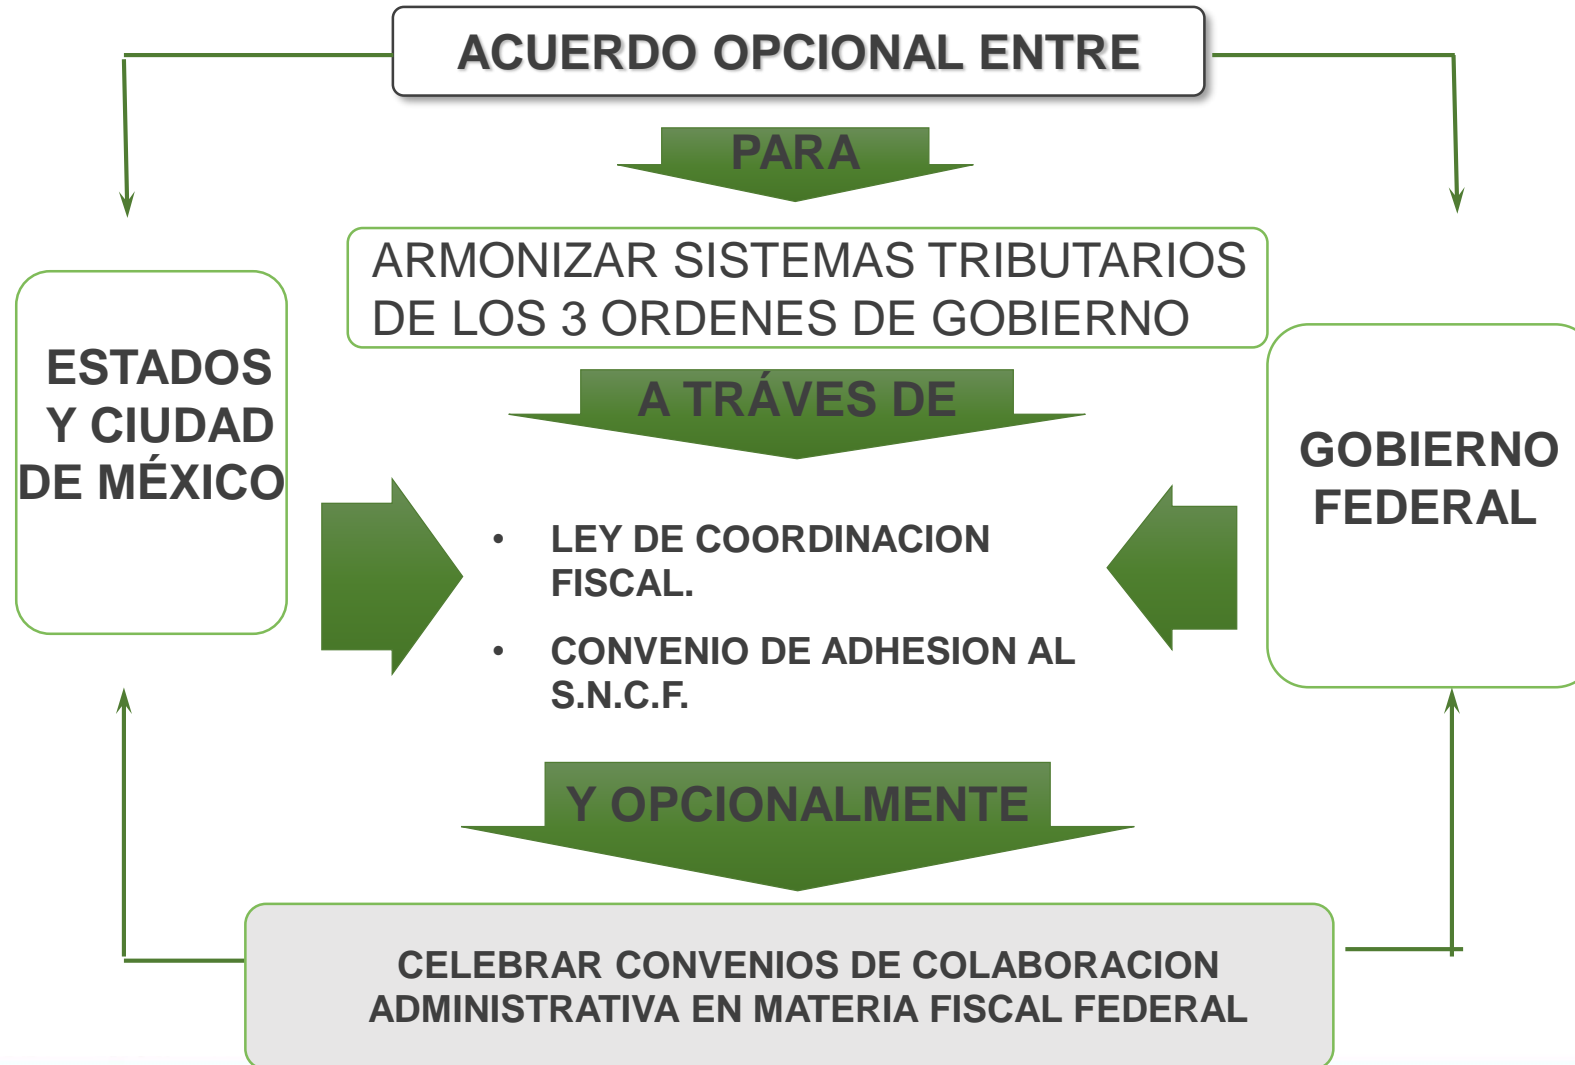 ACUERDO OPCIONAL ENTRE
PARA
ARMONIZAR SISTEMAS TRIBUTARIOS
DE LOS 3 ORDENES DE GOBIERNO
ESTADOS
Y CIUDAD
DE MÉXICO
A TRÁVES DE
GOBIERNO
FEDERAL
• LEY DE COORDINACION
FISCAL.
• CONVENIO DE ADHESION AL
S.N.C.F.
Y OPCIONALMENTE
CELEBRAR CONVENIOS DE COLABORACION
ADMINISTRATIVA EN MATERIA FISCAL FEDERAL